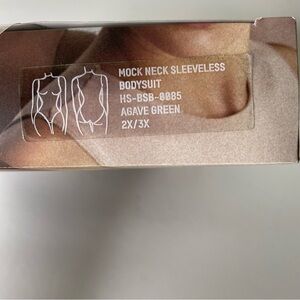 MOCK NECK SLEEVELESS
BODYSUIT
HS-BSB-0085
AGAVE GREEN
2X/3X